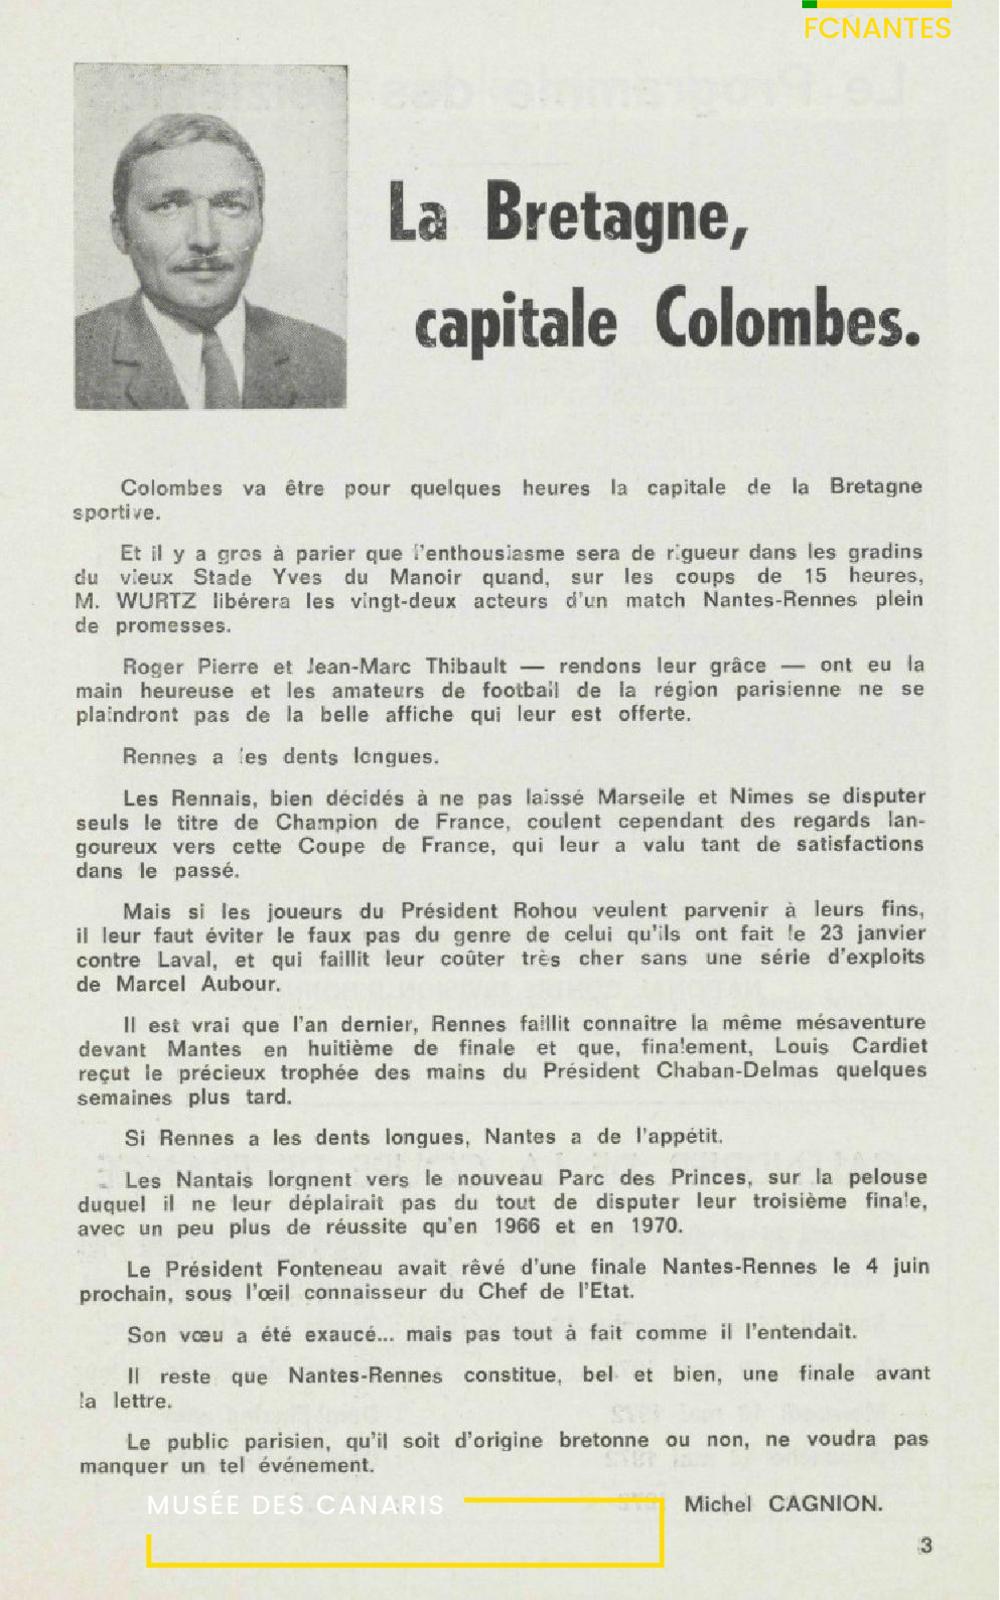 FCNANTES
La Bretagne,
capitale Colombes.
Colombes va être pour quelques heures la capitale de la Bretagne
sportive.
Et il y a gros à parier que l'enthousiasme sera de rigueur dans les gradins
du vieux Stade Yves du Manoir quand, sur les coups de 15 heures,
M. WURTZ libérera les vingt-deux acteurs d'un match Nantes-Rennes plein
de promesses.
Roger Pierre et Jean-Marc Thibault — rendons leur grâce — ont eu la
main heureuse et les amateurs de football de la région parisienne ne se
plaindront pas de la belle affiche qui leur est offerte.
Rennes a les dents longues.
Les Rennais, bien décidés à ne pas laissé Marseile et Nimes se disputer
seuls le titre de Champion de France, coulent cependant des regards lan-
goureux vers cette Coupe de France, qui leur a valu tant de satisfactions
dans le passé.
Mais si les joueurs du Président Rohou veulent parvenir à leurs fins,
il leur faut éviter le faux pas du genre de celui qu'ils ont fait le 23 janvier
contre Laval, et qui faillit leur coûter très cher sans une série d'exploits
de Marcel Aubour.
Il est vrai que l'an dernier, Rennes faillit connaître la même mésaventure
devant Mantes en huitième de finale et que, finalement, Louis Cardiet
reçut le précieux trophée des mains du Président Chaban-Delmas quelques
semaines plus tard.
Si Rennes a les dents longues, Nantes a de l'appétit.
Les Nantais lorgnent vers le nouveau Parc des Princes, sur la pelouse
duquel il ne leur déplairait pas du tout de disputer leur troisième finale,
avec un peu plus de réussite qu'en 1966 et en 1970.
Le Président Fonteneau avait rêvé d'une finale Nantes-Rennes le 4 juin
prochain, sous l'œil connaisseur du Chef de l'Etat.
Son vœu a été exaucé... mais pas tout à fait comme il l'entendait.
Il reste que Nantes-Rennes constitue, bel et bien, une finale avant
la lettre.
Le public parisien, qu'il soit d'origine bretonne ou non, ne voudra pas
manquer un tel événement.
MUSÉE DES CANARIS
Michel CAGNION.
3